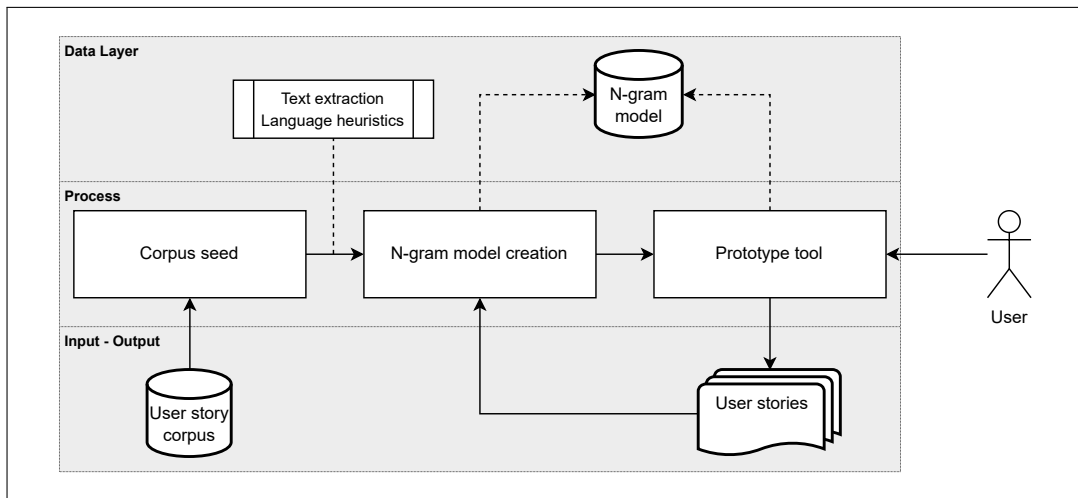 Data Layer
Text extraction
Language heuristics
N-gram
model
Process
Corpus seed
N-gram model creation
Prototype tool
User
Input - Output
User story
corpus
User stories